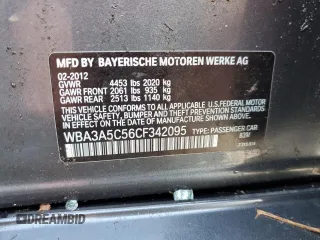 MFD BY BAYERISCHE MOTOREN WERKE AG
02-2012
GVWR 4453 lbs 2020 kg
GAWR FRONT 2061 lbs 935 kg
GAWR REAR 2513 lbs 1140 kg
THIS VEHICLE CONFORMS TO ALL APPLICABLE
U.S. FEDERAL MOTOR VEHICLE SAFETY,
BUMPER, AND THEFT PREVENTION STANDARDS
IN EFFECT ON THE DATE OF MANUFACTURE
SHOWN ABOVE.
WBA3A5C56CF342095 TYPE: PASSENGER CAR
DREAMBID